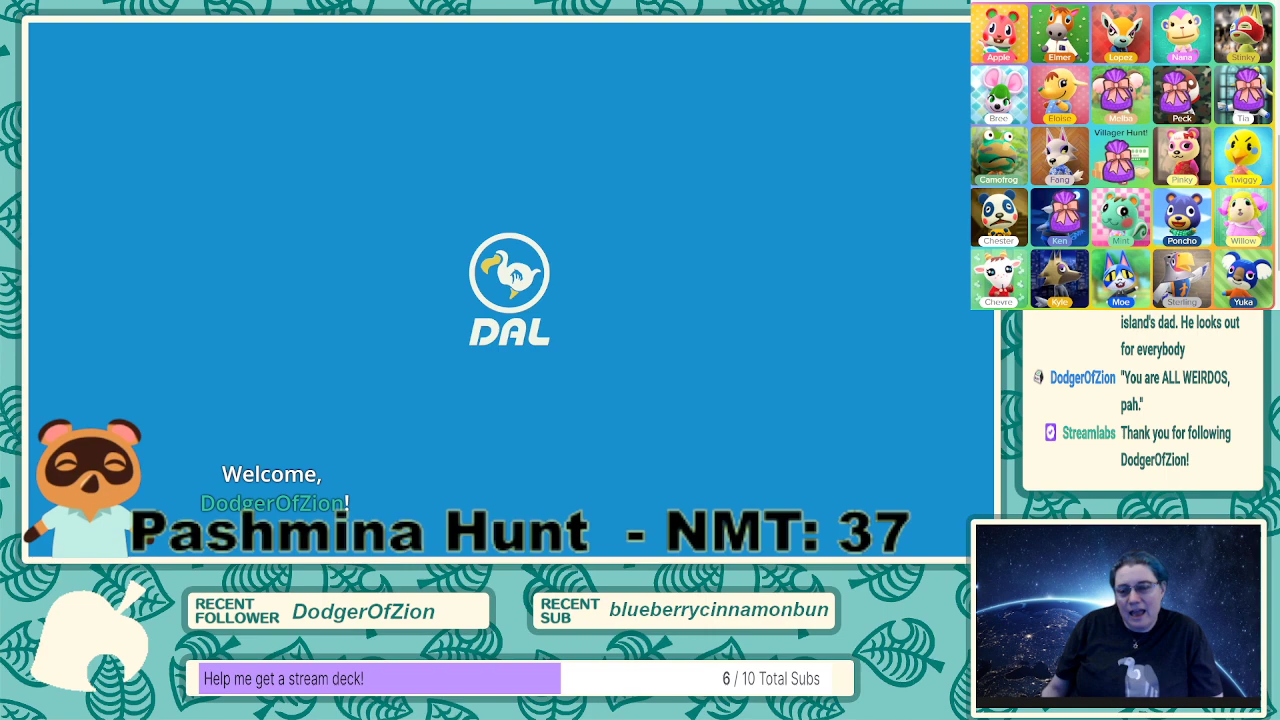 Apple
Elmer
Lopez
Nana
Stinky
Bree
Eloise
Melba
Peck
Tia
Camofrog
Fang
Villager Hunt!
Pinky
Twiggy
Chester
Ken
Mint
Poncho
Willow
Chevre
Kyle
Moe
Sterling
Yuka
DAL
island's dad. He looks out
for everybody
DodgerOfZion "You are ALL WEIRDOS,
pah."
Streamlabs Thank you for following
DodgerOfZion!
Welcome,
DodgerOfZion!
Pashmina Hunt - NMT: 37
RECENT
FOLLOWER DodgerOfZion
RECENT
SUB blueberrycinnamonbun
Help me get a stream deck! 6 / 10 Total Subs